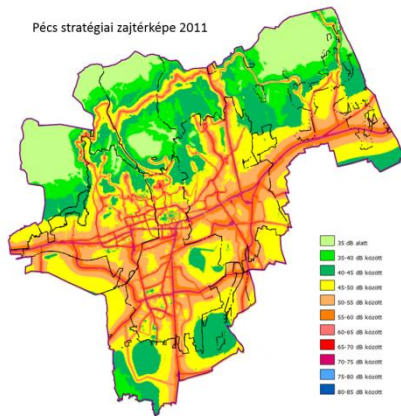 Pécs stratégiai zajtérképe 2011
35 dB alatt
35-40 dB között
40-45 dB között
45-50 dB között
50-55 dB között
55-60 dB között
60-65 dB között
65-70 dB között
70-75 dB között
75-80 dB között
80-85 dB között